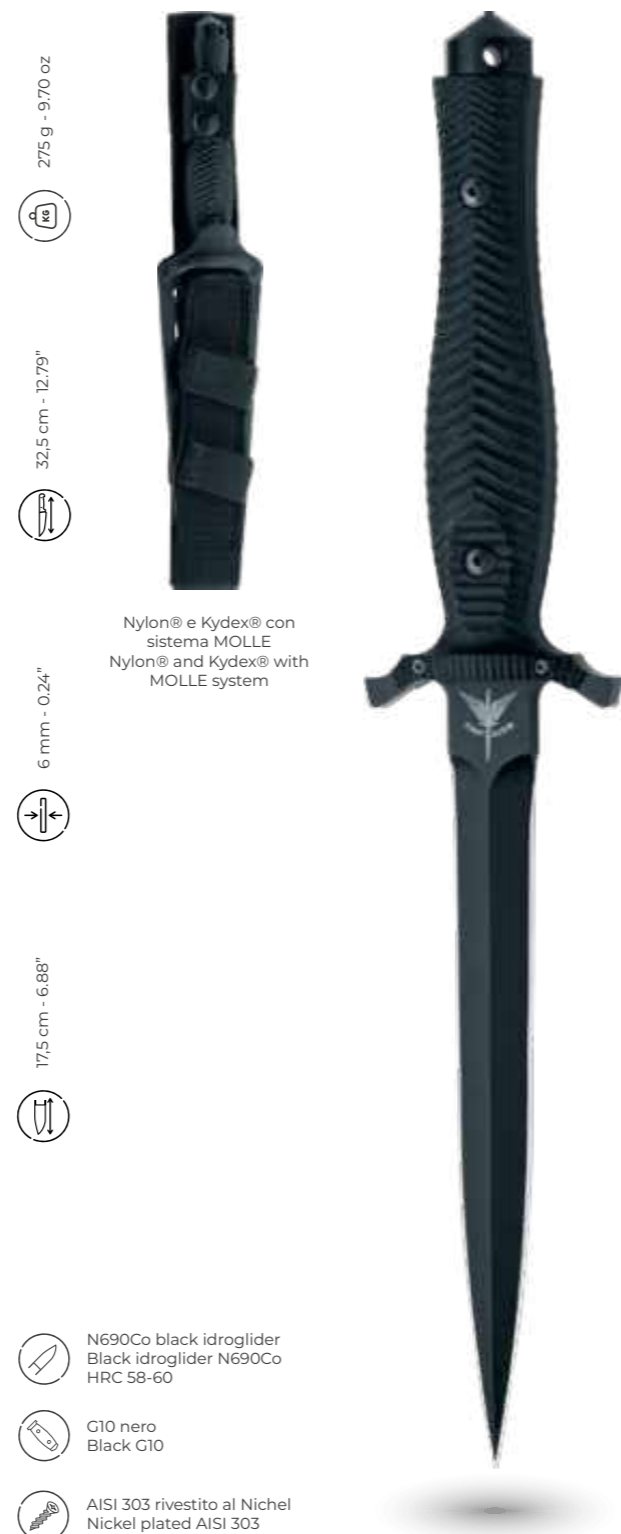 275 g - 9.70 oz
KG
32,5 cm - 12.79”
Nylon® e Kydex® con
sistema MOLLE
Nylon® and Kydex® with
MOLLE system
6 mm - 0.24”
17,5 cm - 6.88”
N690Co black idroglider
Black idroglider N690Co
HRC 58-60
G10 nero
Black G10
AISI 303 rivestito al Nichel
Nickel plated AISI 303